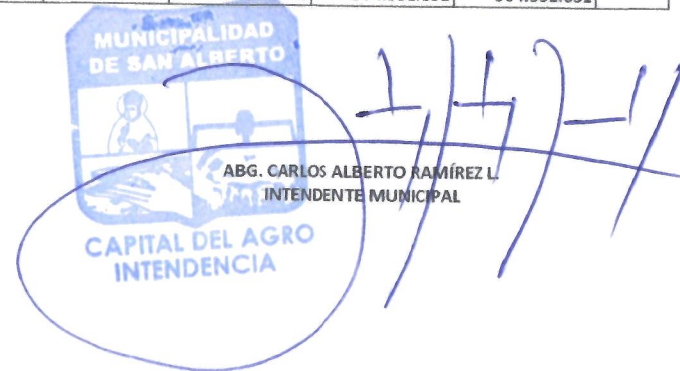 MUNICIPALIDAD
DE SAN ALBERTO
ABG. CARLOS ALBERTO RAMÍREZ L.
INTENDENTE MUNICIPAL
CAPITAL DEL AGRO
INTENDENCIA